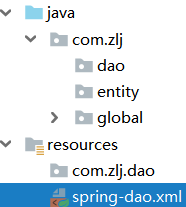 java
com.zlj
dao
entity
global
resources
com.zlj.dao
spring-dao.xml